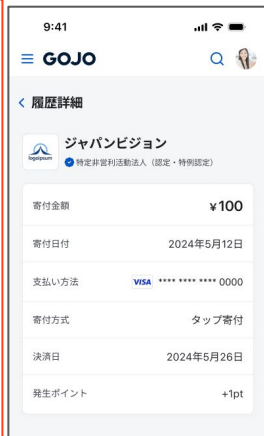 9:41
GOJO
履歴詳細
ジャパンビジョン
logoipsum
特定非営利活動法人（認定・特例認定）
寄付金額 ¥100
寄付日付 2024年5月12日
支払い方法 VISA **** **** **** 0000
寄付方式 タップ寄付
決済日 2024年5月26日
発生ポイント +1pt